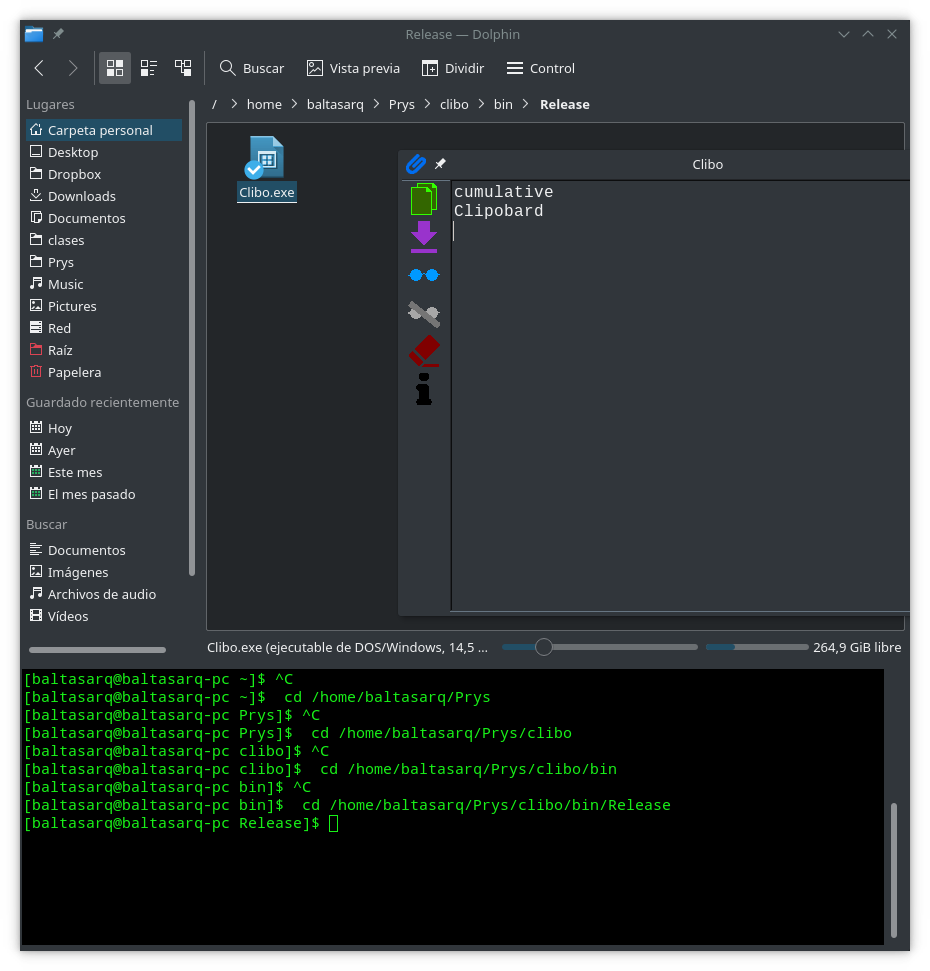 Release — Dolphin
Buscar
Vista previa
Dividir
Control
Lugares
/ > home > baltasarq > Prys > clibo > bin > Release
Carpeta personal
Desktop
Dropbox
Downloads
Documentos
clases
Prys
Music
Pictures
Red
Raíz
Papelera
Guardado recientemente
Hoy
Ayer
Este mes
El mes pasado
Buscar
Documentos
Imágenes
Archivos de audio
Vídeos
Clibo.exe
Clibo
cumulative
Clipobard
Clibo.exe (ejecutable de DOS/Windows, 14,5 ...
264,9 GiB libre
[baltasarq@baltasarq-pc ~]$ ^C
[baltasarq@baltasarq-pc ~]$  cd /home/baltasarq/Prys
[baltasarq@baltasarq-pc Prys]$ ^C
[baltasarq@baltasarq-pc Prys]$  cd /home/baltasarq/Prys/clibo
[baltasarq@baltasarq-pc clibo]$ ^C
[baltasarq@baltasarq-pc clibo]$  cd /home/baltasarq/Prys/clibo/bin
[baltasarq@baltasarq-pc bin]$ ^C
[baltasarq@baltasarq-pc bin]$  cd /home/baltasarq/Prys/clibo/bin/Release
[baltasarq@baltasarq-pc Release]$